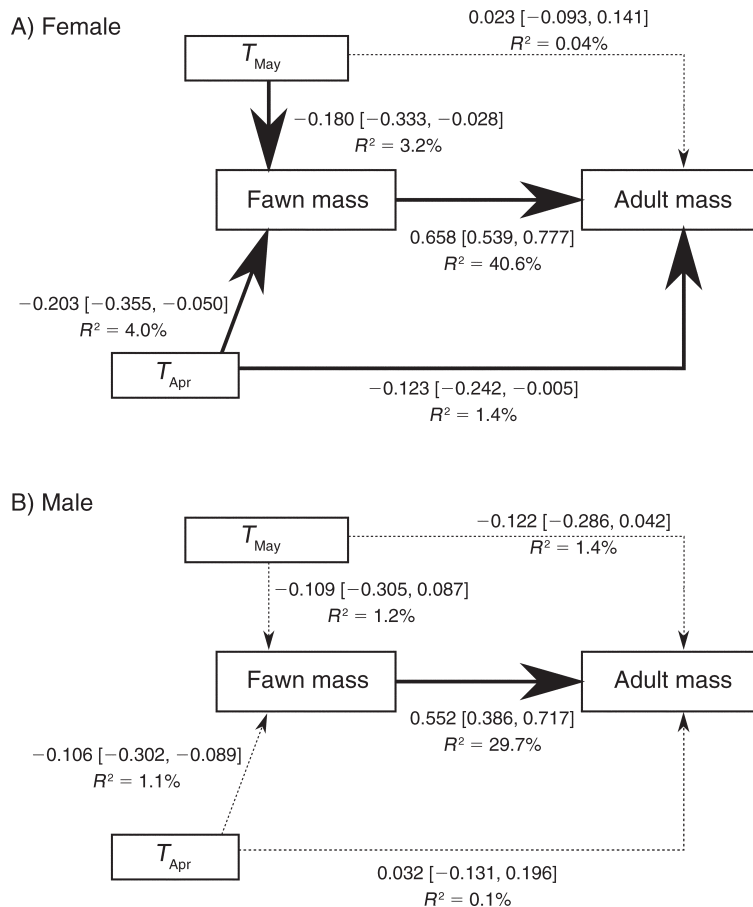 A) Female
0.023 [−0.093, 0.141]
R² = 0.04%
T_May
−0.180 [−0.333, −0.028]
R² = 3.2%
Fawn mass
Adult mass
0.658 [0.539, 0.777]
R² = 40.6%
−0.203 [−0.355, −0.050]
R² = 4.0%
T_Apr
−0.123 [−0.242, −0.005]
R² = 1.4%
B) Male
−0.122 [−0.286, 0.042]
R² = 1.4%
T_May
−0.109 [−0.305, 0.087]
R² = 1.2%
Fawn mass
Adult mass
0.552 [0.386, 0.717]
R² = 29.7%
−0.106 [−0.302, −0.089]
R² = 1.1%
T_Apr
0.032 [−0.131, 0.196]
R² = 0.1%